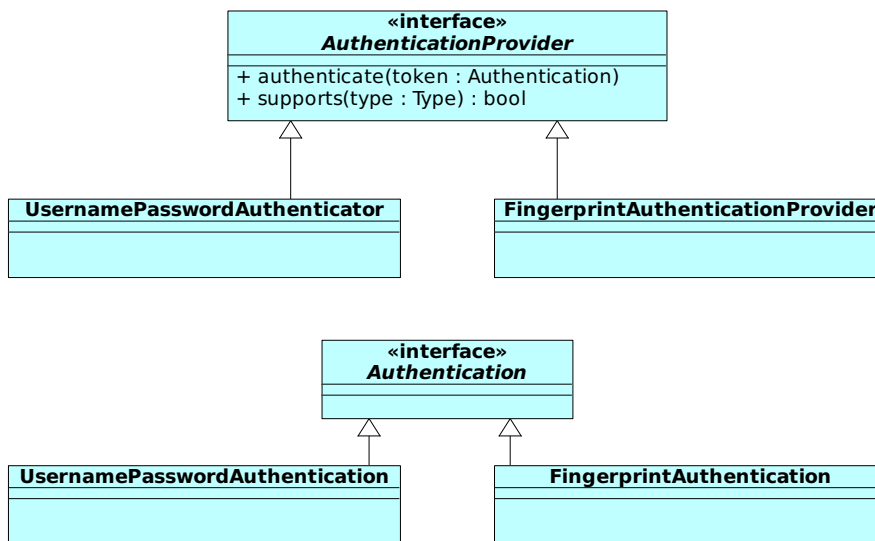 «interface»
AuthenticationProvider
+ authenticate(token : Authentication)
+ supports(type : Type) : bool
UsernamePasswordAuthenticator
FingerprintAuthenticationProvider
«interface»
Authentication
UsernamePasswordAuthentication
FingerprintAuthentication